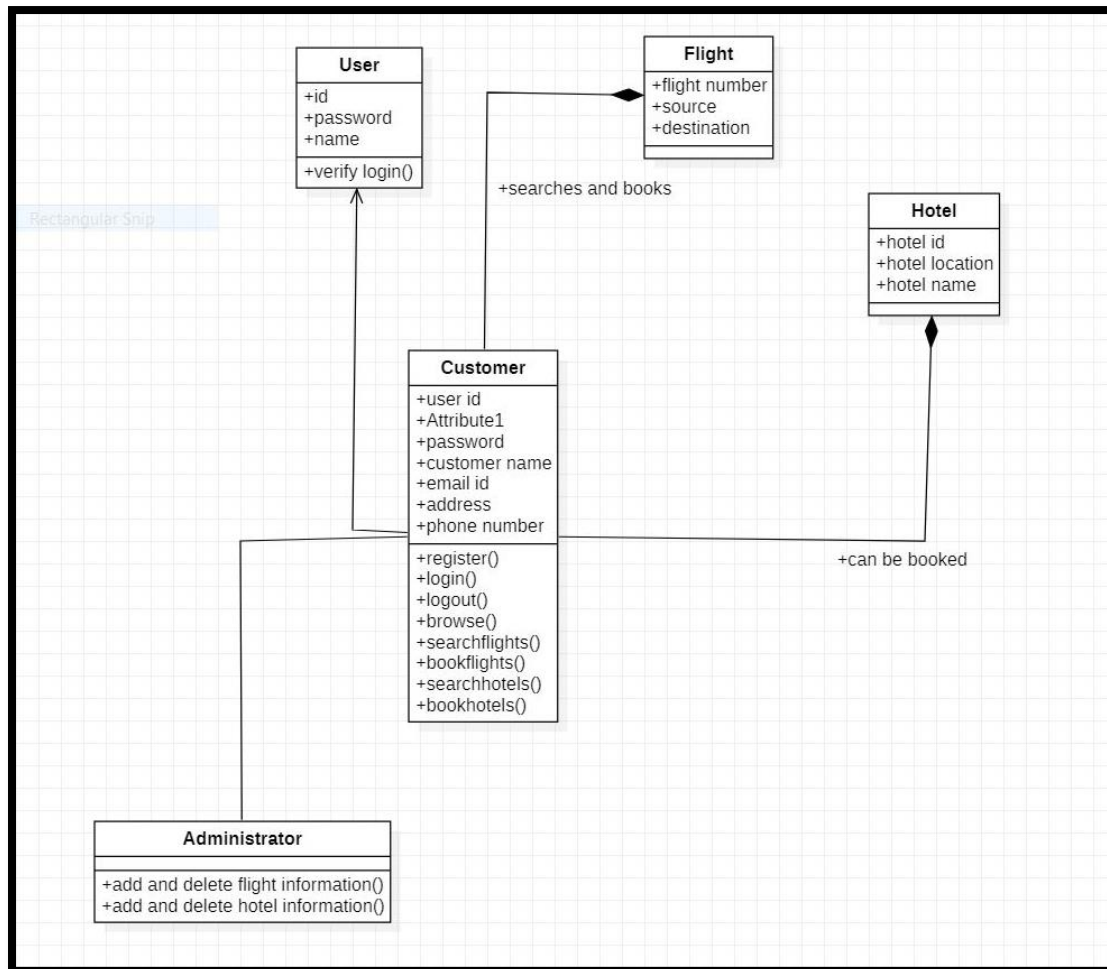 User
+id
+password
+name
+verify login()
Flight
+flight number
+source
+destination
+searches and books
Rectangular Snip
Hotel
+hotel id
+hotel location
+hotel name
Customer
+user id
+Attribute1
+password
+customer name
+email id
+address
+phone number
+register()
+login()
+logout()
+browse()
+searchflights()
+bookflights()
+searchhotels()
+bookhotels()
+can be booked
Administrator
+add and delete flight information()
+add and delete hotel information()